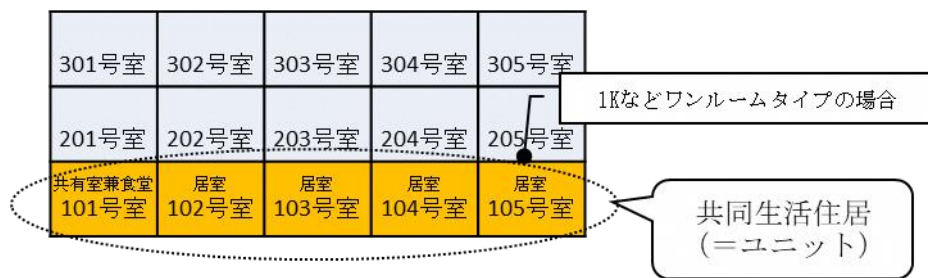 301号室 302号室 303号室 304号室 305号室
1Kなどワンルームタイプの場合
201号室 202号室 203号室 204号室 205号室
共有室兼食堂 居室 居室 居室 居室
101号室 102号室 103号室 104号室 105号室
共同生活住居
(=ユニット)